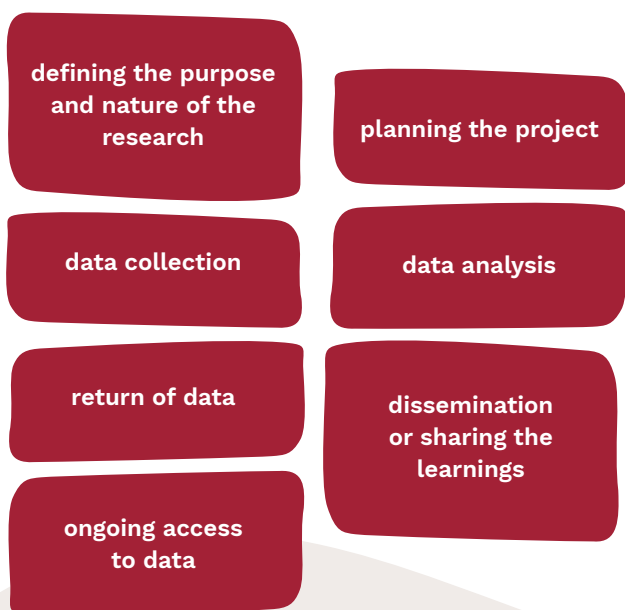 defining the purpose
and nature of the
research
planning the project
data collection
data analysis
return of data
dissemination
or sharing the
learnings
ongoing access
to data